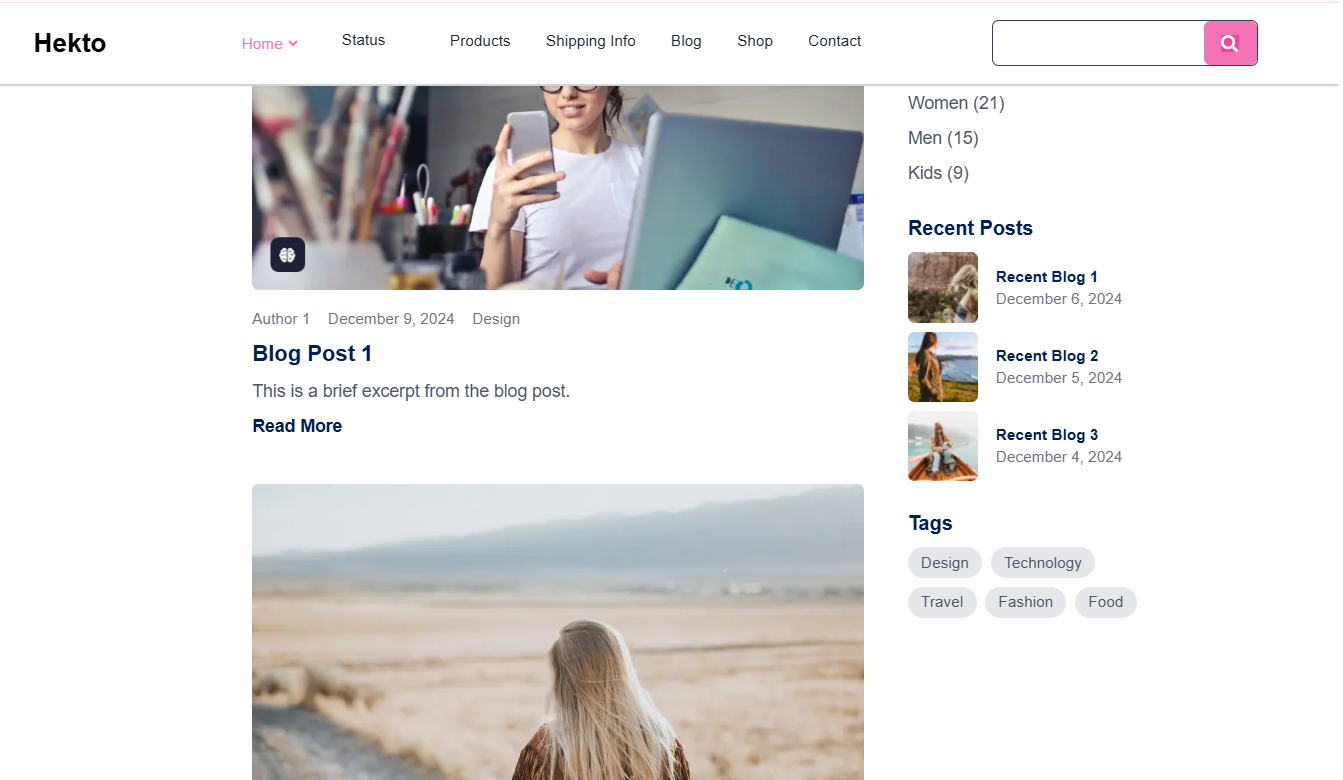 Hekto
Home Status Products Shipping Info Blog Shop Contact
Author 1 December 9, 2024 Design
Blog Post 1
This is a brief excerpt from the blog post.
Read More
Women (21)
Men (15)
Kids (9)
Recent Posts
Recent Blog 1
December 6, 2024
Recent Blog 2
December 5, 2024
Recent Blog 3
December 4, 2024
Tags
Design Technology
Travel Fashion Food